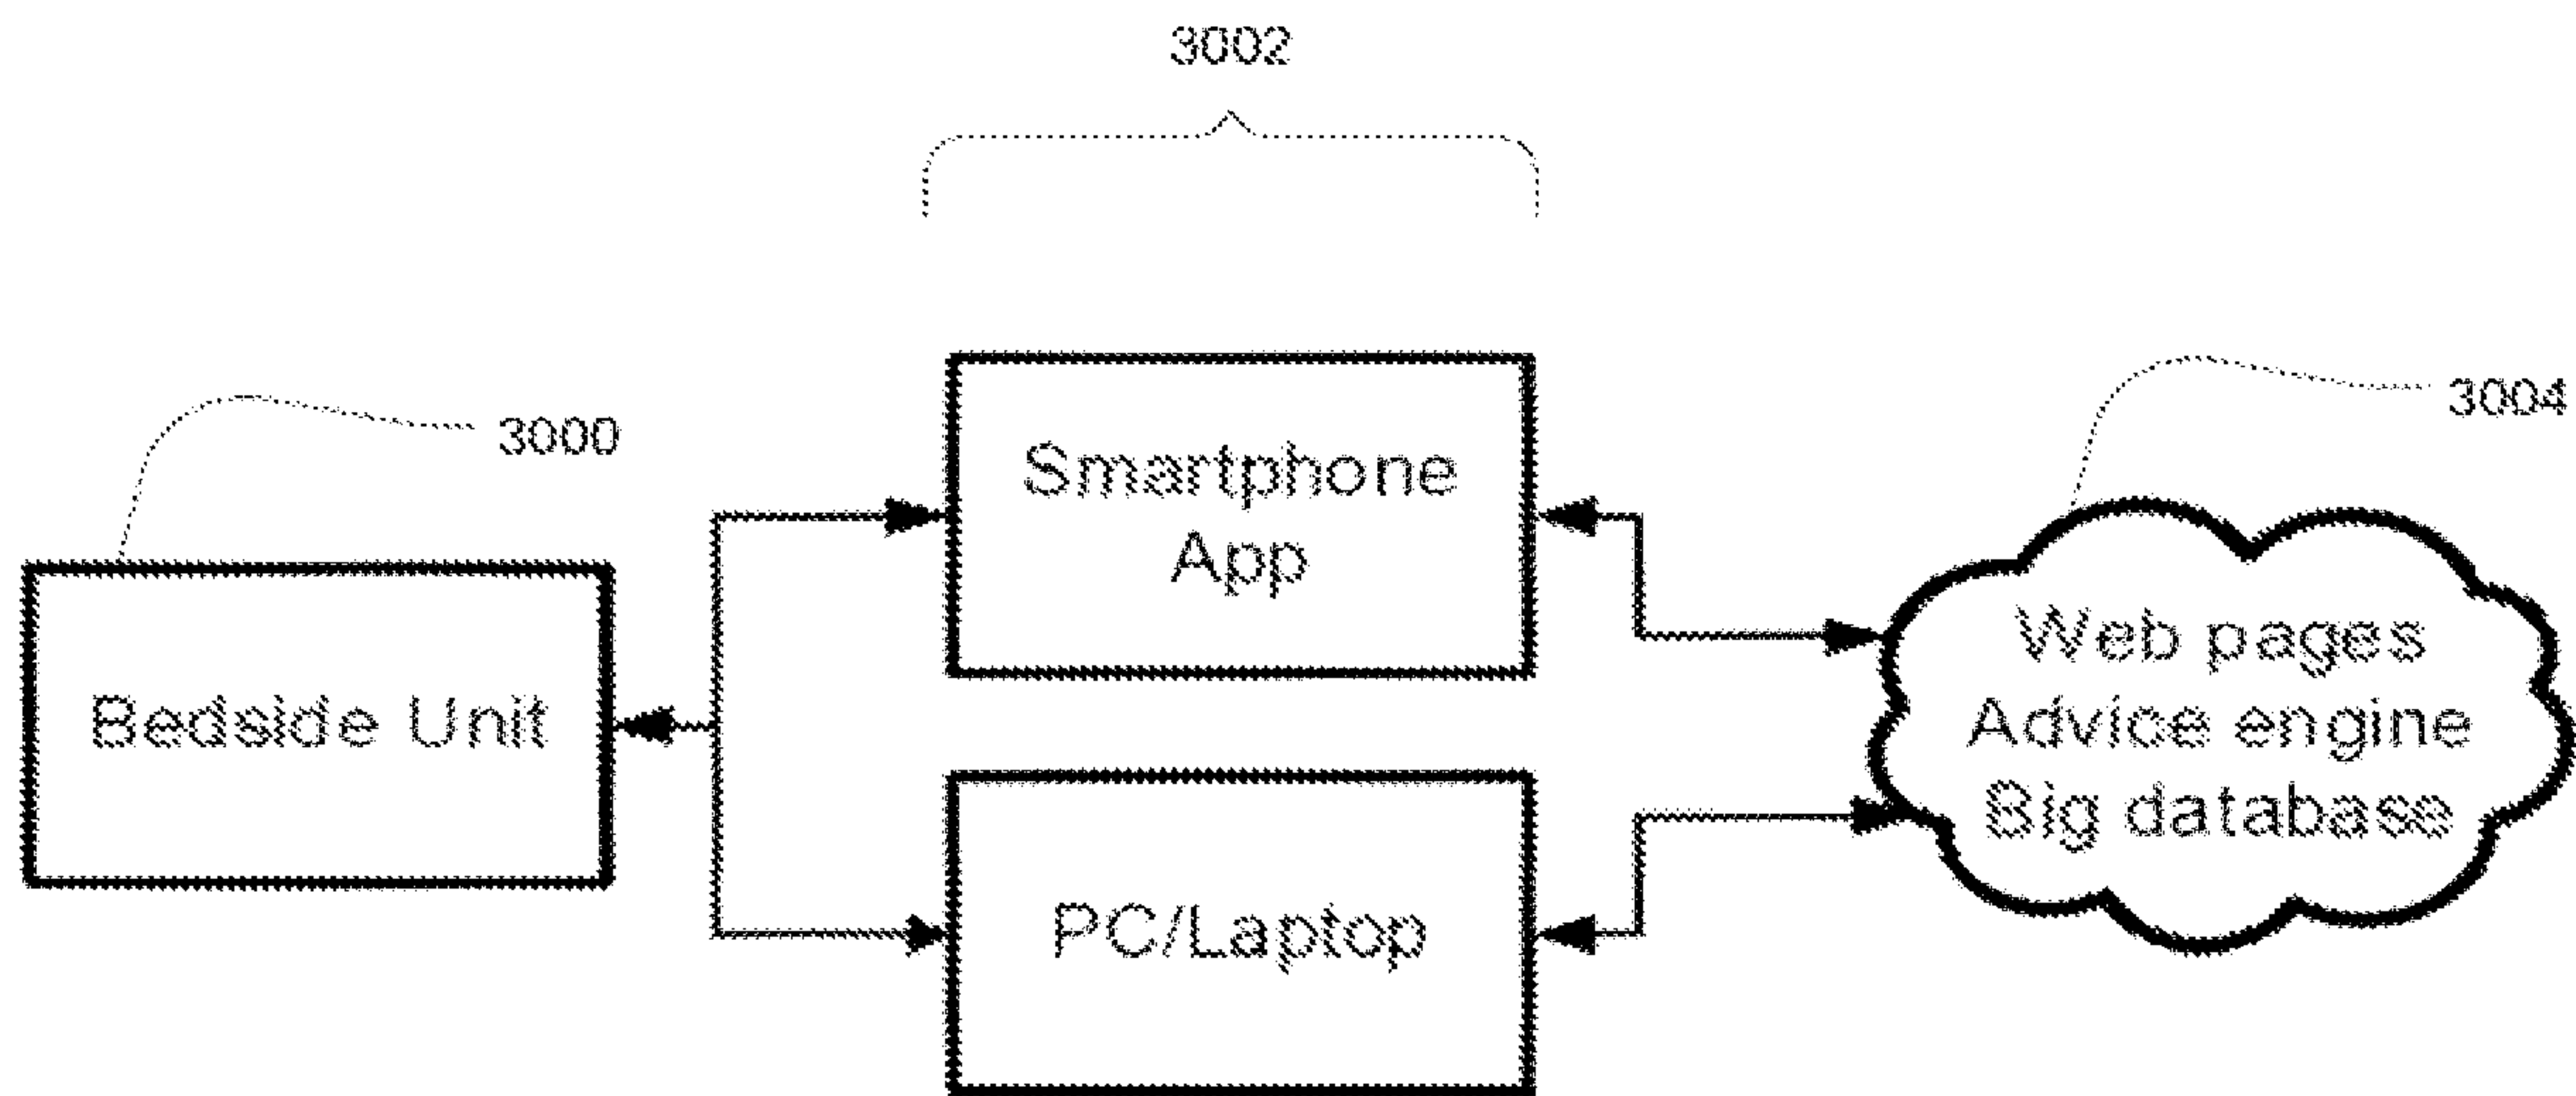 3002
3000
3004
Smartphone
App
Bedside Unit
Web pages
Advice engine
Big database
PC/Laptop